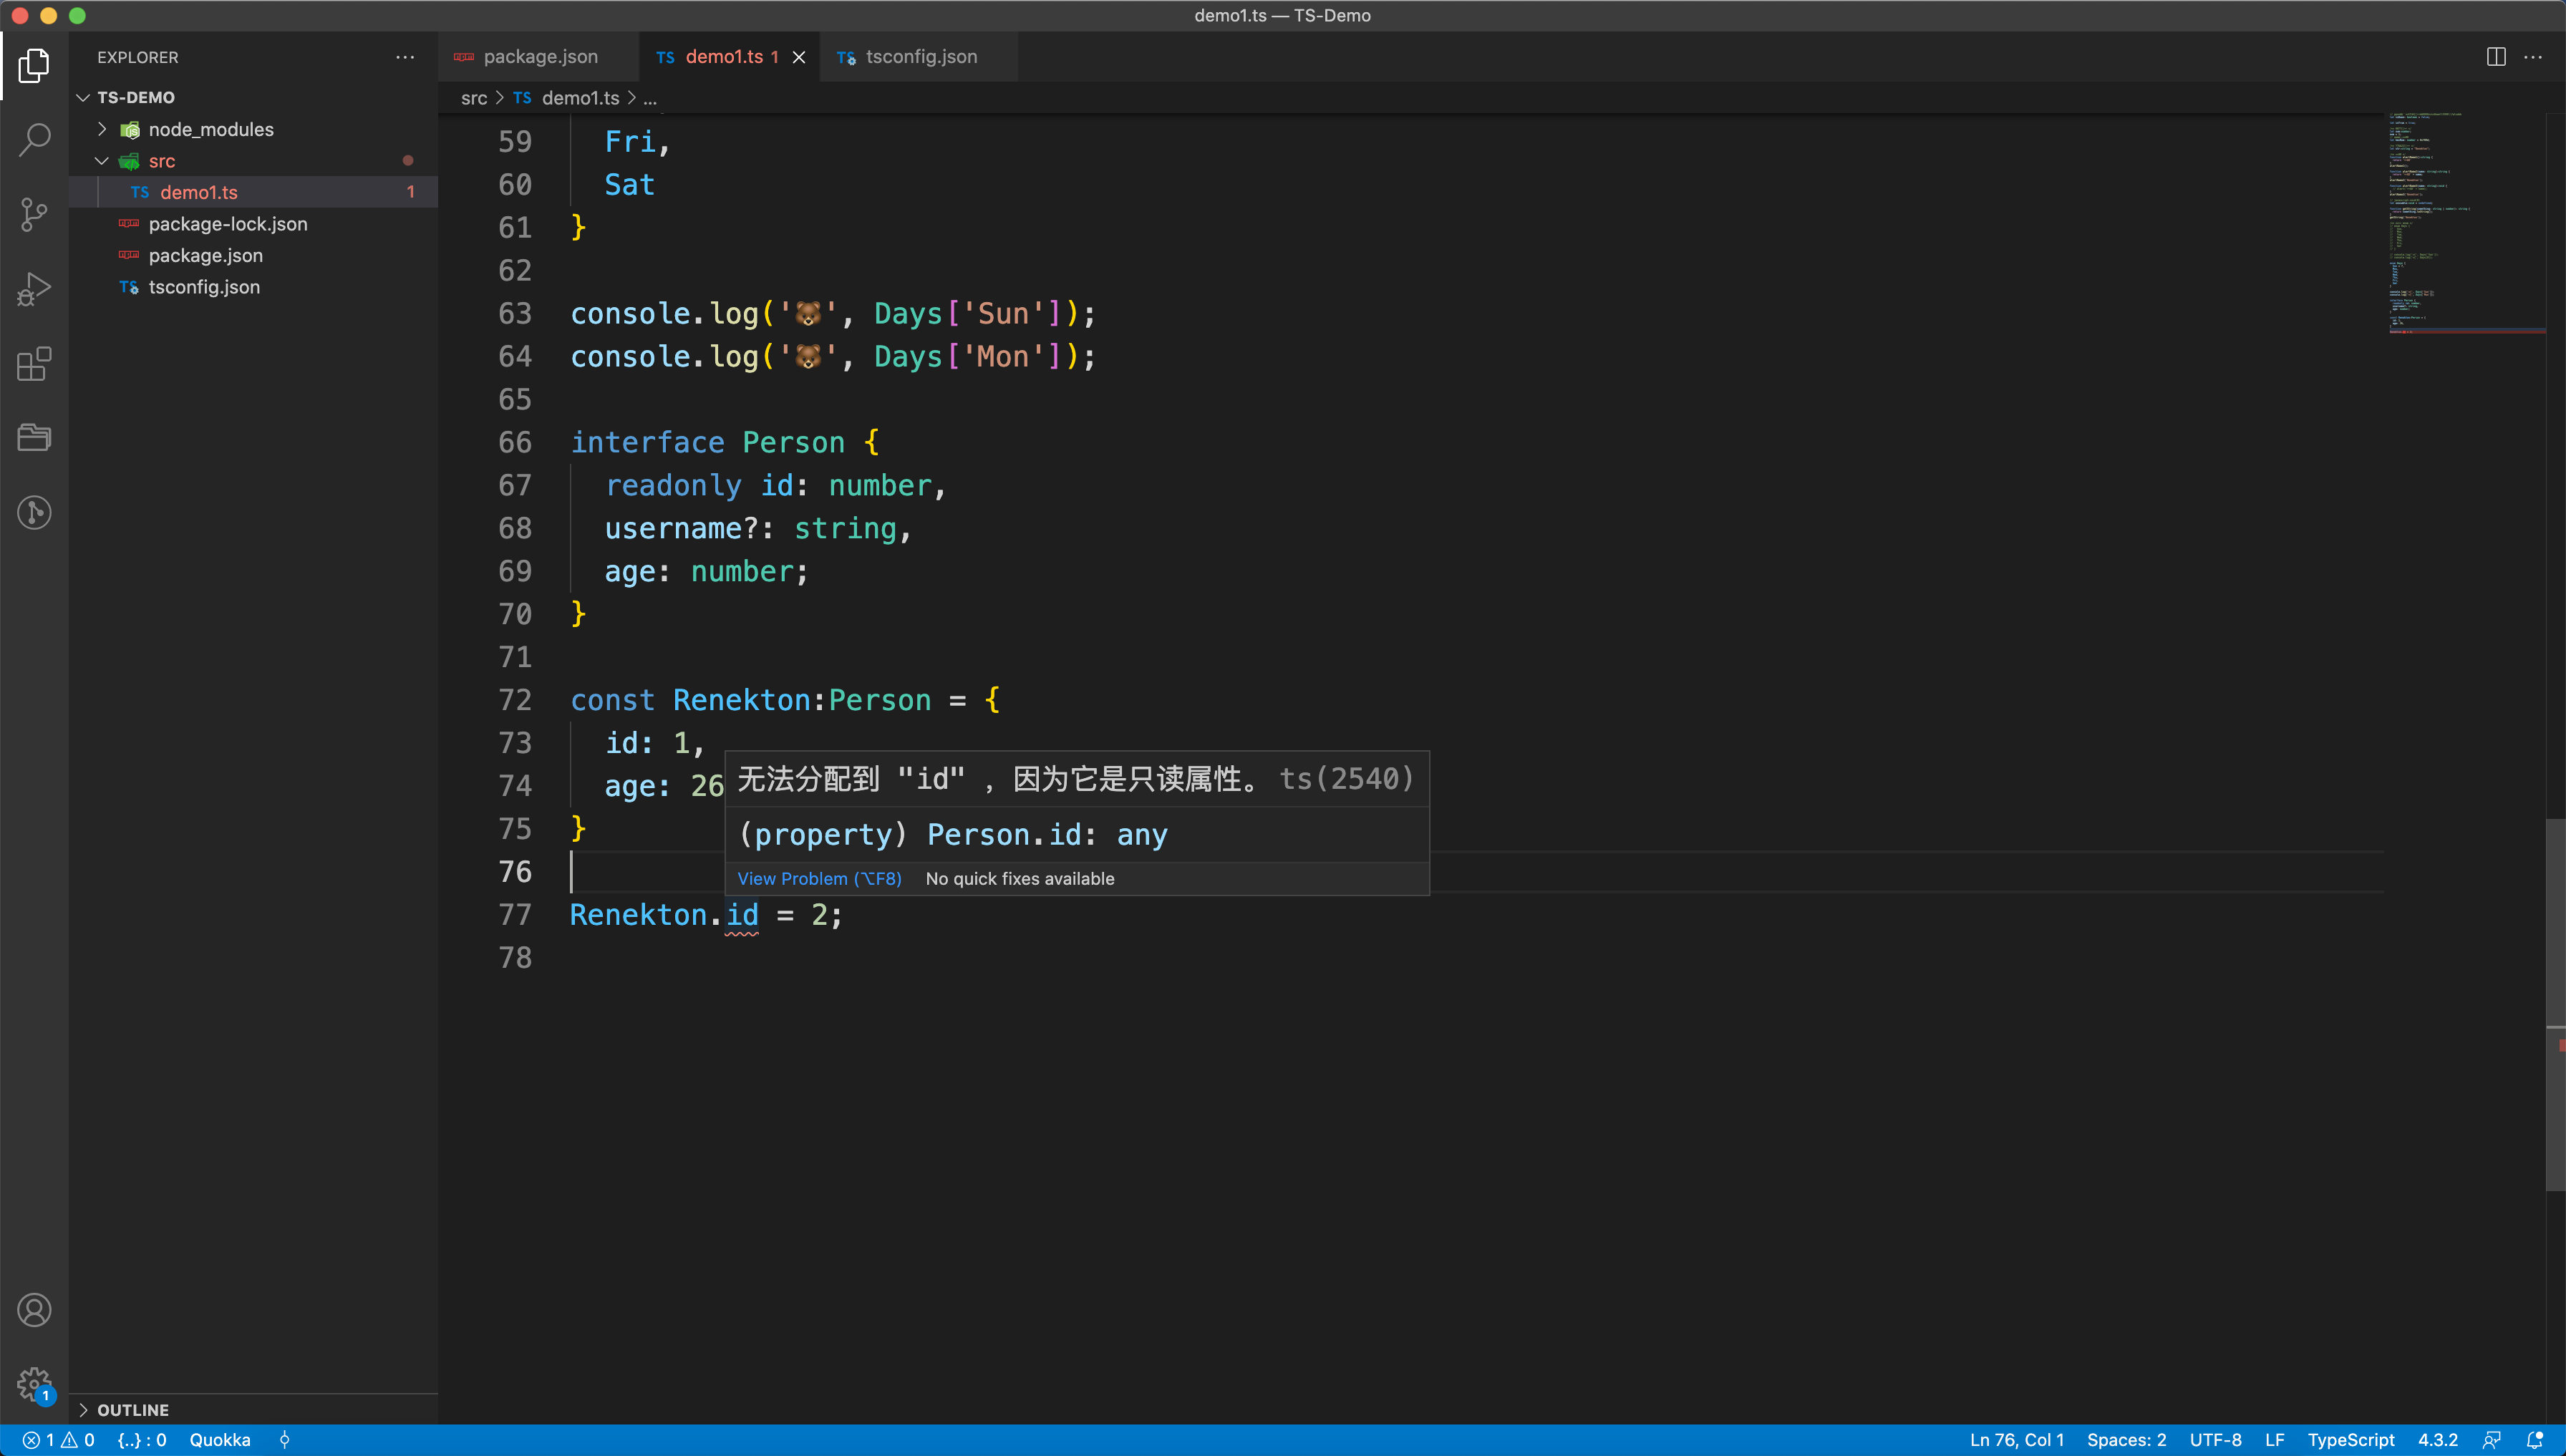 demo1.ts — TS-Demo
EXPLORER
package.json
TS demo1.ts 1
TS tsconfig.json
TS-DEMO
node_modules
src
TS demo1.ts 1
package-lock.json
package.json
TS tsconfig.json
OUTLINE
src > TS demo1.ts > ...
59 Fri,
60 Sat
61 }
62
63 console.log('🐻', Days['Sun']);
64 console.log('🐻', Days['Mon']);
65
66 interface Person {
67 readonly id: number,
68 username?: string,
69 age: number;
70 }
71
72 const Renekton:Person = {
73 id: 1,
74 age: 26
75 }
76
77 Renekton.id = 2;
78
无法分配到 "id" ，因为它是只读属性。 ts(2540)
(property) Person.id: any
View Problem (⌥F8) No quick fixes available
1
1 0 {..} : 0 Quokka
Ln 76, Col 1 Spaces: 2 UTF-8 LF TypeScript 4.3.2